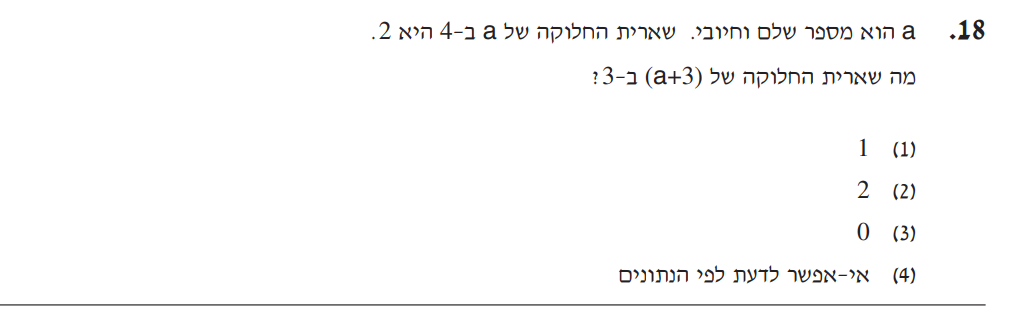 18. a הוא מספר שלם וחיובי. שארית החלוקה של a ב-4 היא 2.
מה שארית החלוקה של (a+3) ב-3?
(1) 1
(2) 2
(3) 0
(4) אי-אפשר לדעת לפי הנתונים